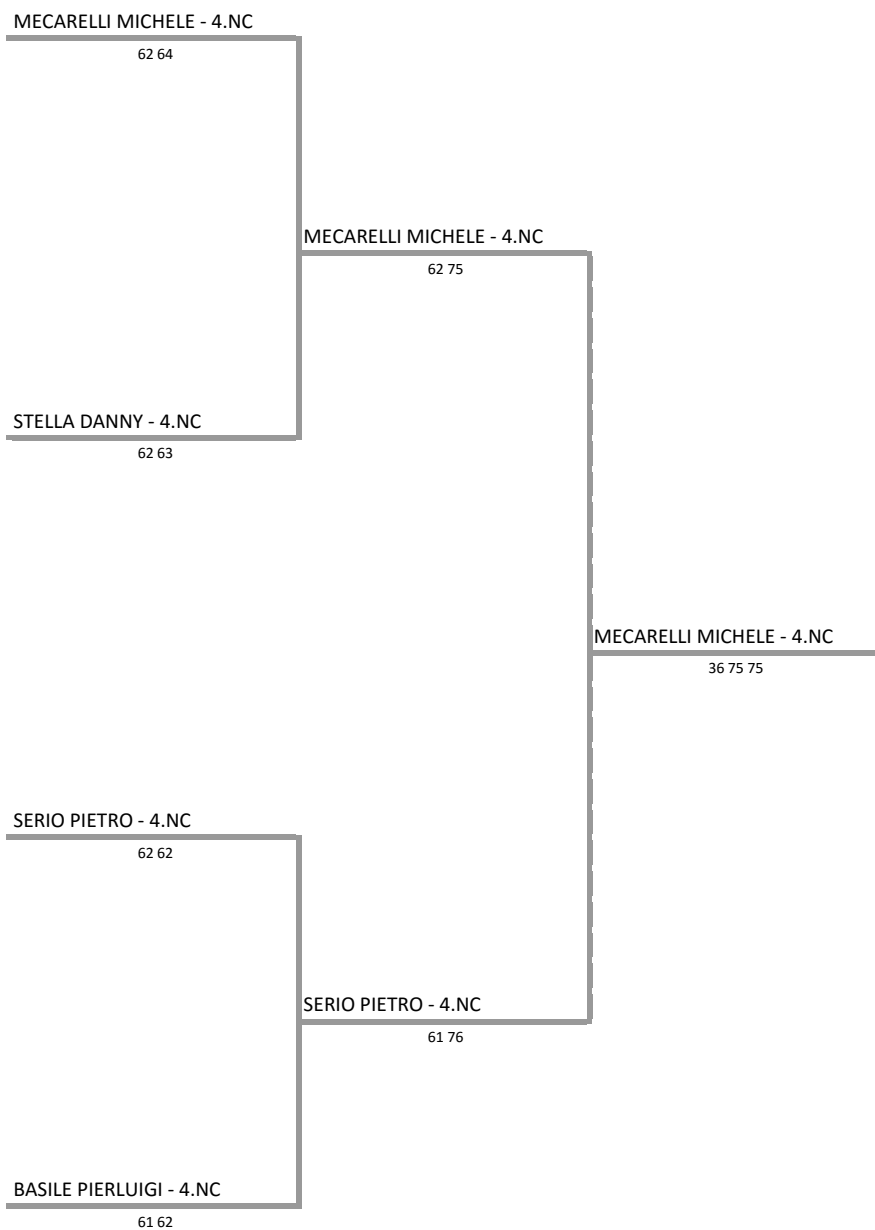 MECARELLI MICHELE - 4.NC
62 64
MECARELLI MICHELE - 4.NC
62 75
STELLA DANNY - 4.NC
62 63
MECARELLI MICHELE - 4.NC
36 75 75
SERIO PIETRO - 4.NC
62 62
SERIO PIETRO - 4.NC
61 76
BASILE PIERLUIGI - 4.NC
61 62